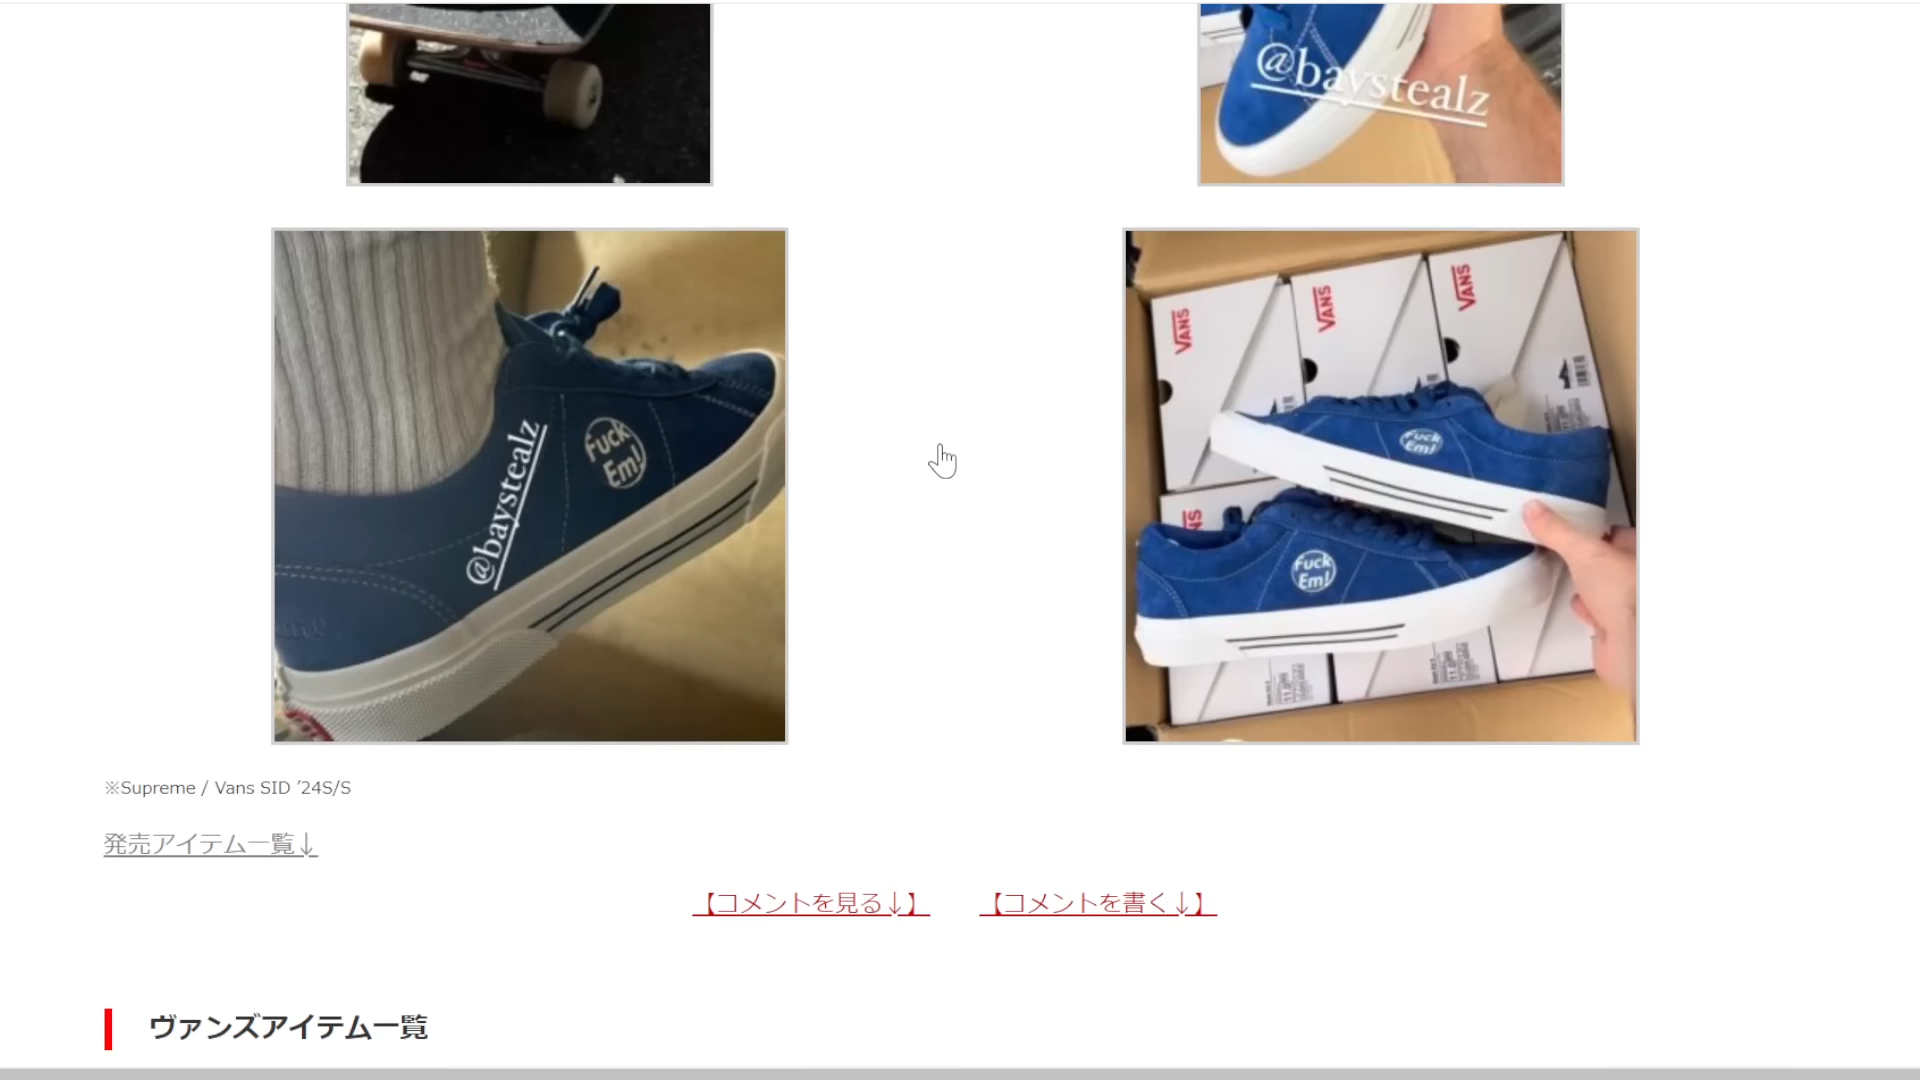 @baystealz
@baystealz
Fuck
Em!
VANS
VANS
VANS
Fuck
Em!
Fuck
Em!
※Supreme / Vans SID ’24S/S
発売アイテム一覧↓
【コメントを見る↓】 【コメントを書く↓】
ヴァンズアイテム一覧